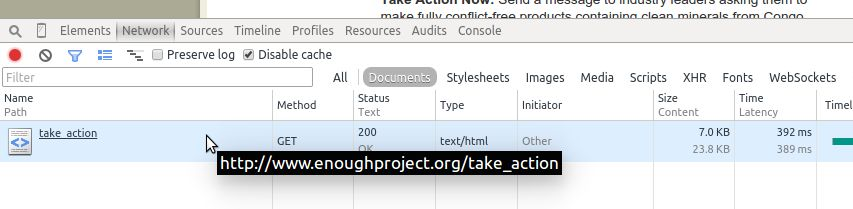 Take Action Now: Send a message to industry leaders asking them to
make fully conflict-free products containing clean minerals from Congo
Elements Network Sources Timeline Profiles Resources Audits Console
Preserve log Disable cache
Filter All Documents Stylesheets Images Media Scripts XHR Fonts WebSockets
Name Path Method Status Text Type Initiator Size Content Time Latency Timel
take_action GET 200 OK text/html Other 7.0 KB 23.8 KB 392 ms 389 ms
http://www.enoughproject.org/take_action